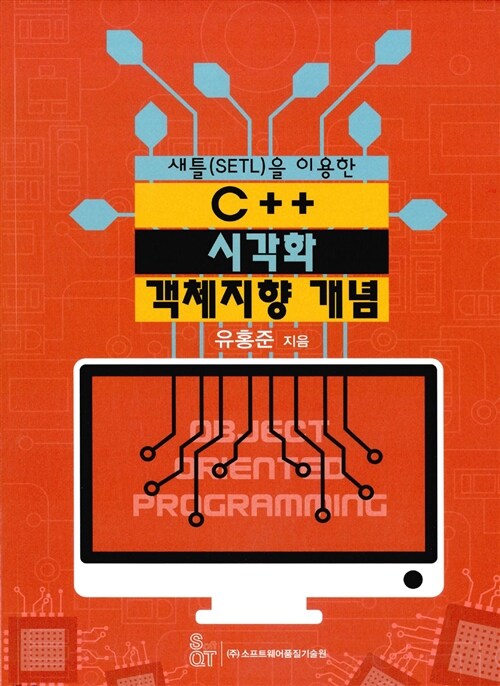 새틀(SETL)을 이용한
C++
시각화
객체지향 개념
유홍준 지음
OBJECT
ORIENTED
PROGRAMMING
SQT
(주)소프트웨어품질기술원